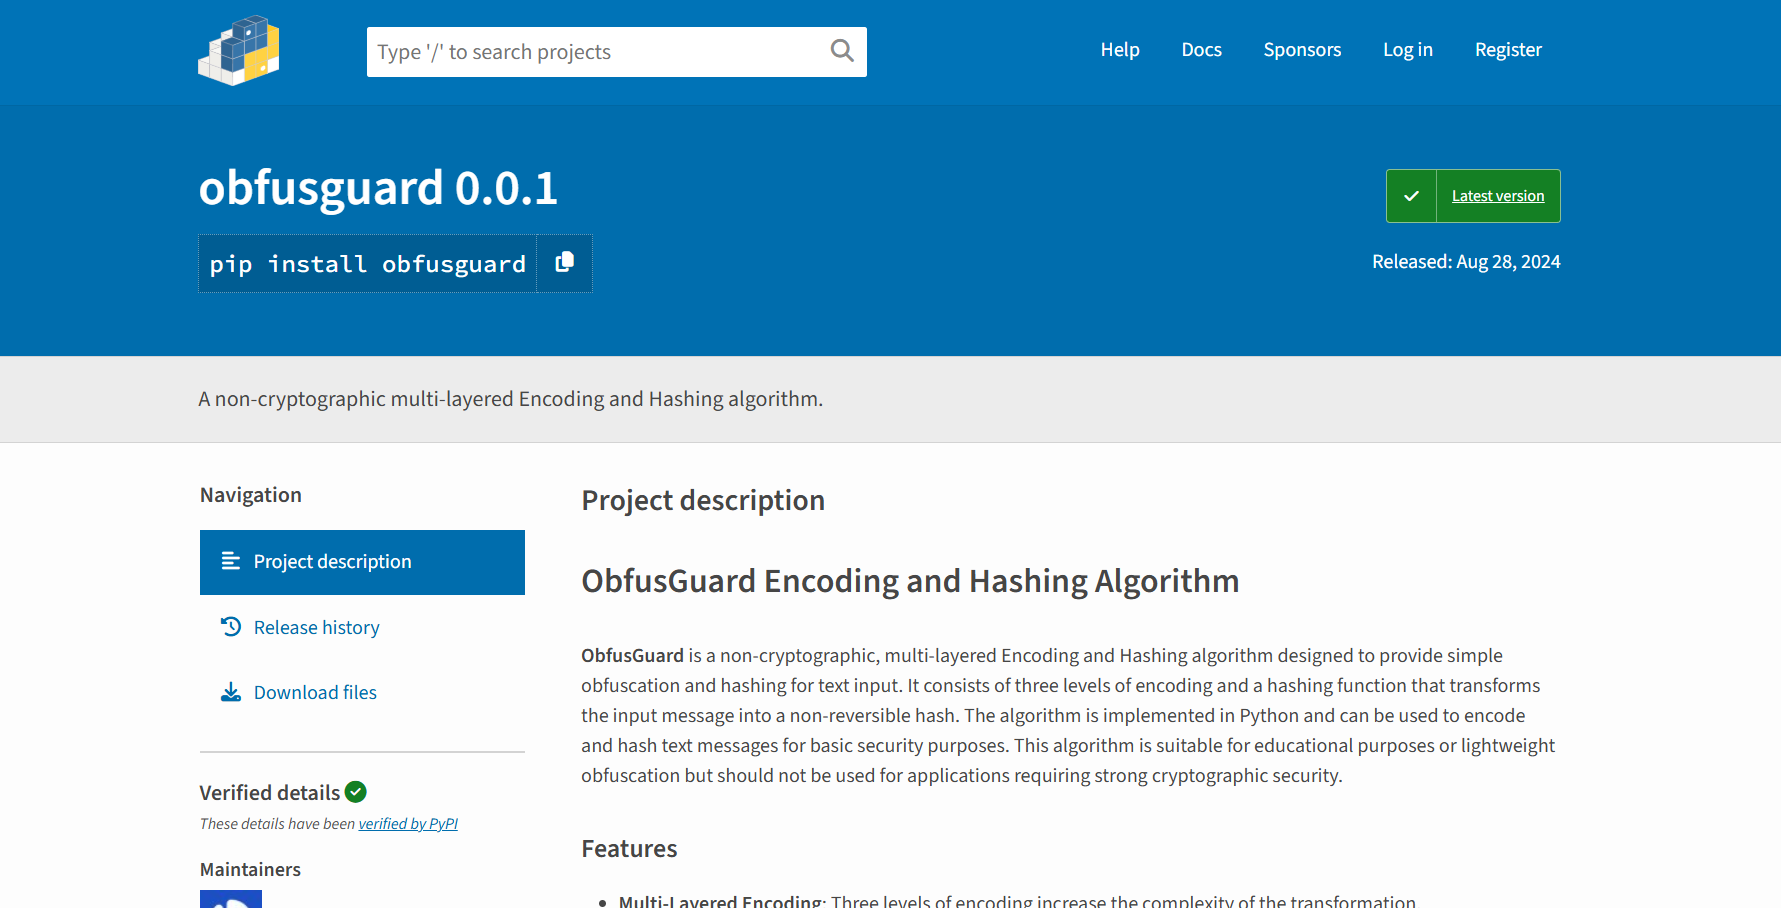 Type '/' to search projects
Help
Docs
Sponsors
Log in
Register
obfusguard 0.0.1
pip install obfusguard
Latest version
Released: Aug 28, 2024
A non-cryptographic multi-layered Encoding and Hashing algorithm.
Navigation
Project description
Release history
Download files
Verified details
These details have been verified by PyPI
Maintainers
Project description
ObfusGuard Encoding and Hashing Algorithm
ObfusGuard is a non-cryptographic, multi-layered Encoding and Hashing algorithm designed to provide simple
obfuscation and hashing for text input. It consists of three levels of encoding and a hashing function that transforms
the input message into a non-reversible hash. The algorithm is implemented in Python and can be used to encode
and hash text messages for basic security purposes. This algorithm is suitable for educational purposes or lightweight
obfuscation but should not be used for applications requiring strong cryptographic security.
Features
• Multi-Layered Encoding: Three levels of encoding increase the complexity of the transformation